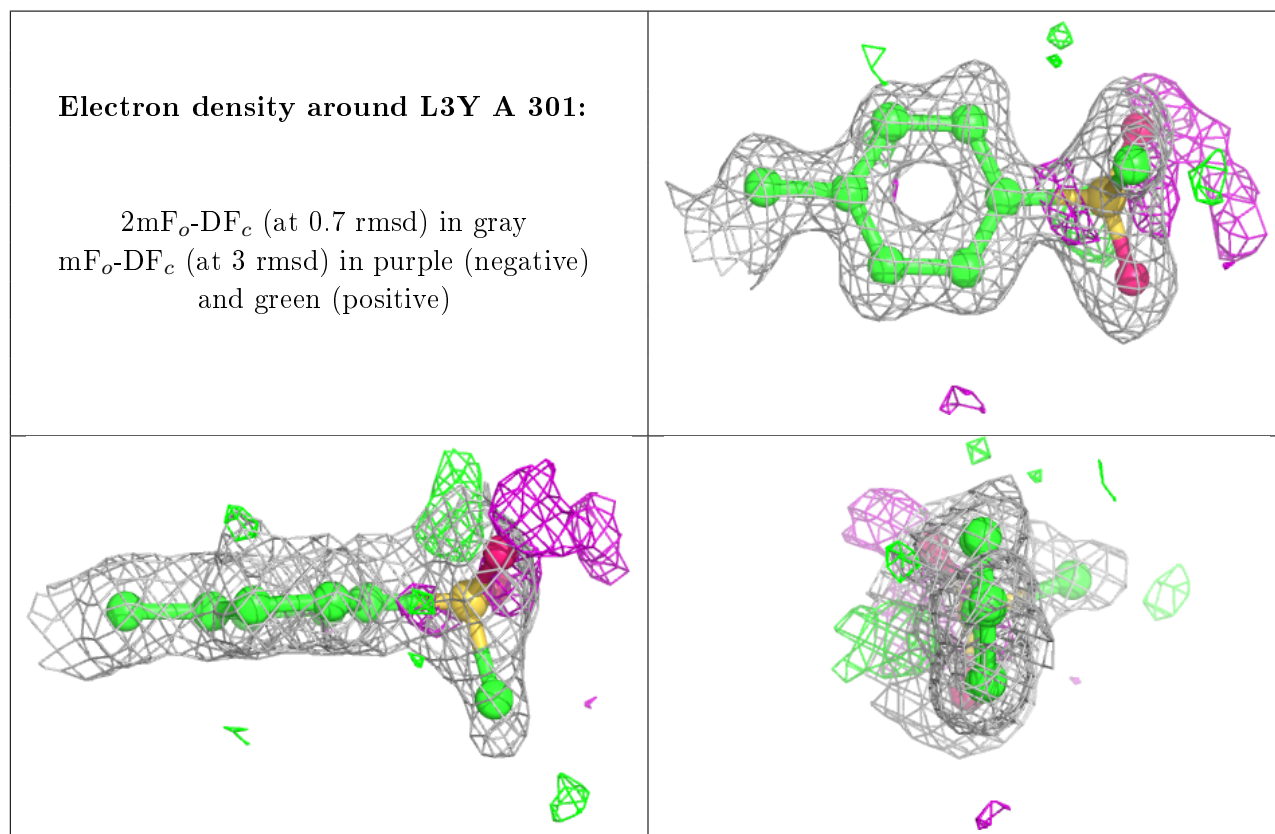 Electron density around L3Y A 301:
2mFo-DFc (at 0.7 rmsd) in gray
mFo-DFc (at 3 rmsd) in purple (negative)
and green (positive)